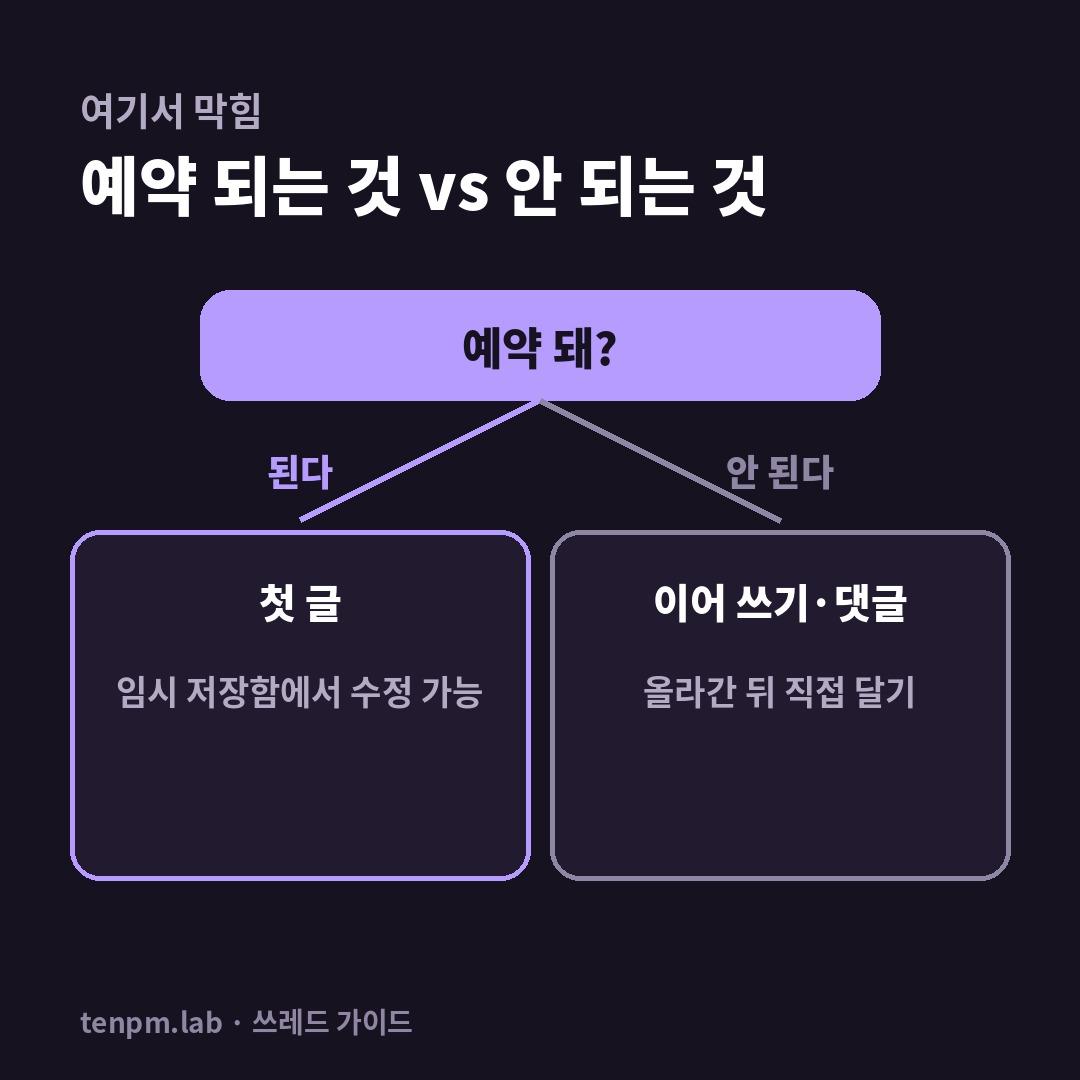 여기서 막힘
예약 되는 것 vs 안 되는 것
예약 돼?
된다
안 된다
첫 글
임시 저장함에서 수정 가능
이어 쓰기·댓글
올라간 뒤 직접 달기
tenpm.lab · 쓰레드 가이드